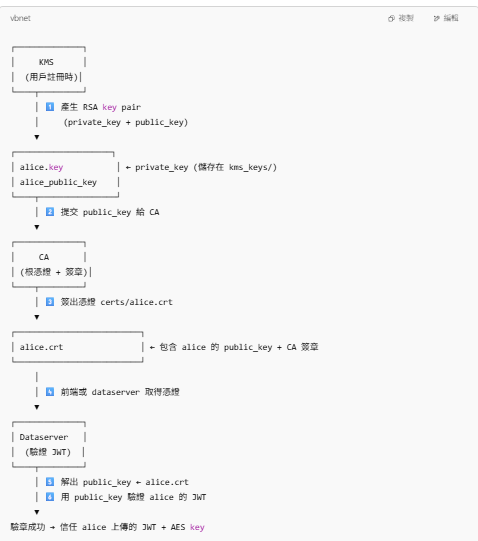 vbnet 複製 編輯
KMS
(用戶註冊時)
1 產生 RSA key pair
(private_key + public_key)
alice.key ← private_key (儲存在 kms_keys/)
alice_public_key
2 提交 public_key 給 CA
CA
(根憑證 + 簽章)
3 簽出憑證 certs/alice.crt
alice.crt ← 包含 alice 的 public_key + CA 簽章
4 前端或 dataserver 取得憑證
Dataserver
(驗證 JWT)
5 解出 public_key ← alice.crt
6 用 public_key 驗證 alice 的 JWT
驗章成功 → 信任 alice 上傳的 JWT + AES key